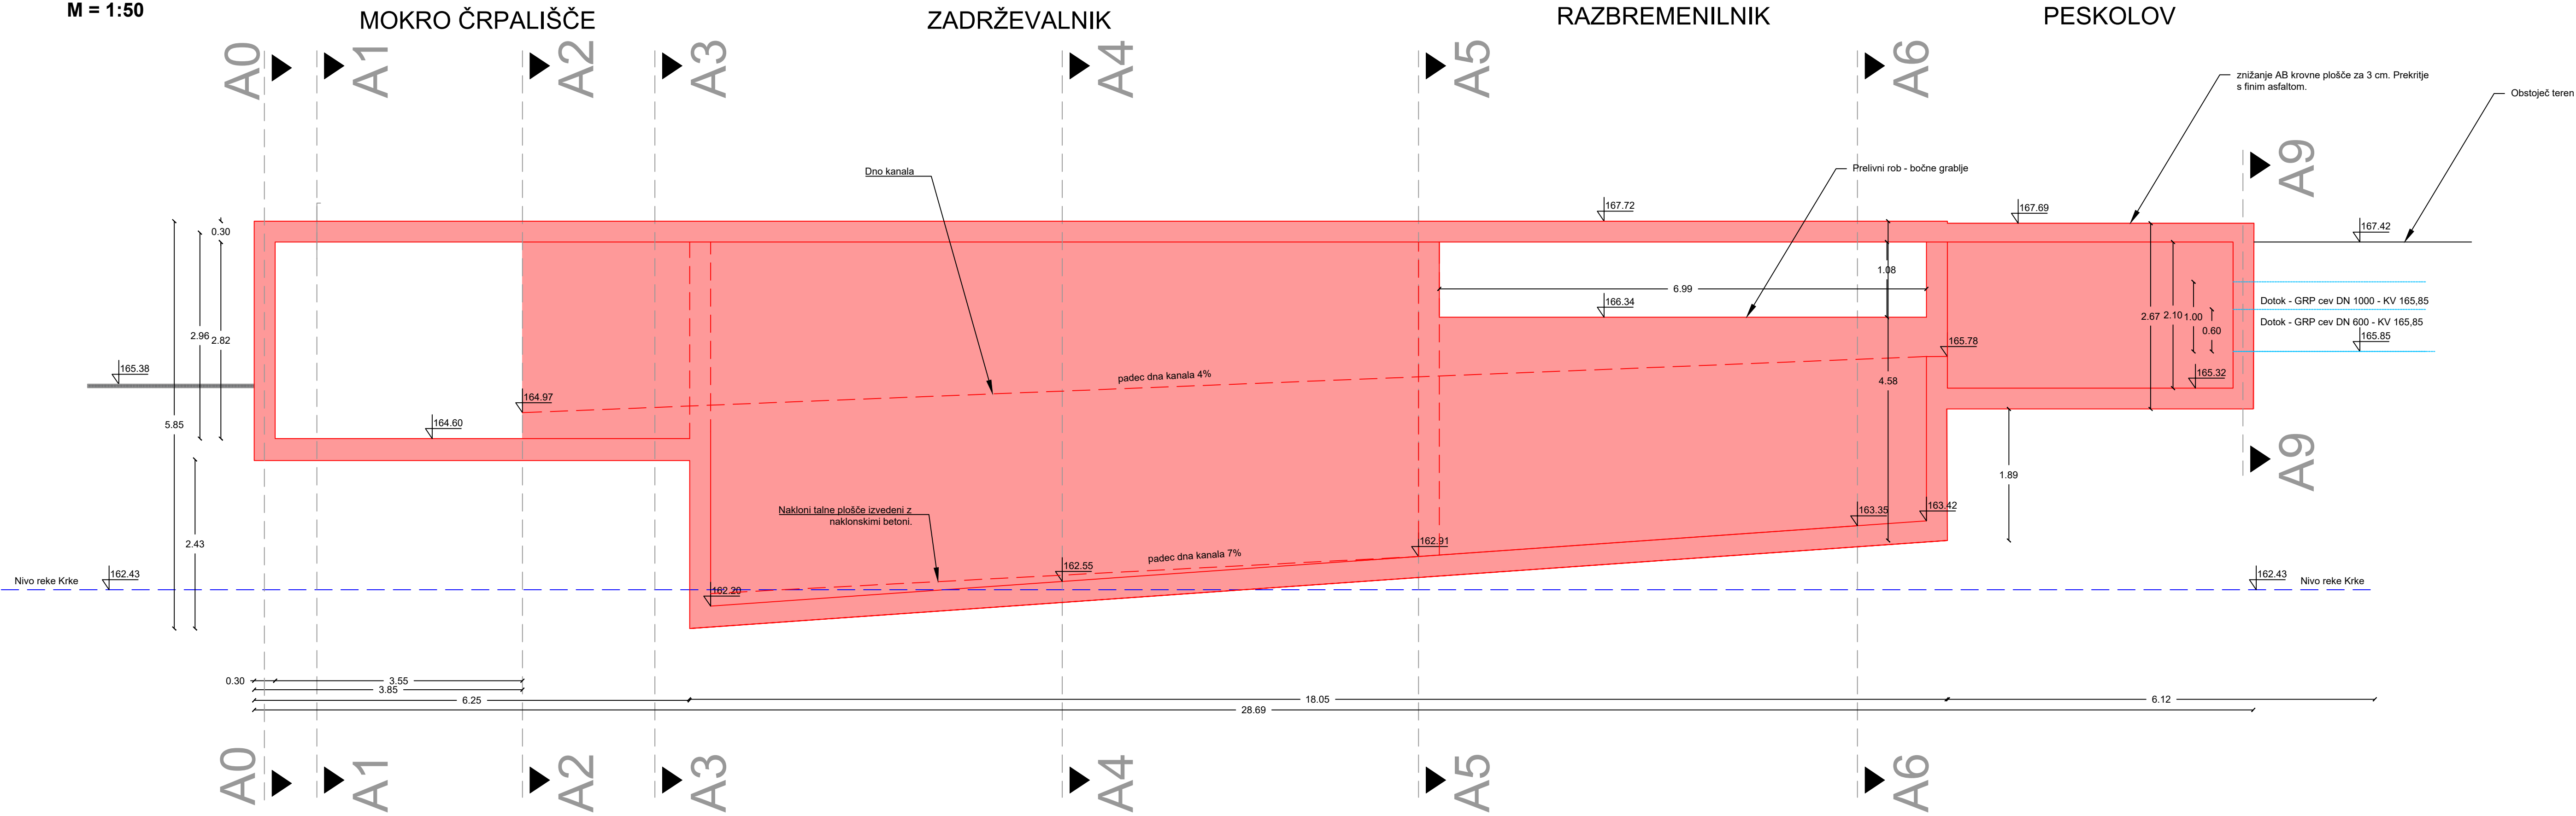 M = 1:50
MOKRO ČRPALIŠČE
ZADRŽEVALNIK
RAZBREMENILNIK
PESKOLOV
A0
A1
A2
A3
A4
A5
A6
znižanje AB krovne plošče za 3 cm. Prekritje
s finim asfaltom.
Obstoječ teren
A9
Dno kanala
Prelivni rob - bočne grablje
167.72
167.69
167.42
0.30
1.08
6.99
166.34
Dotok - GRP cev DN 1000 - KV 165,85
2.67
2.10
1.00
0.60
Dotok - GRP cev DN 600 - KV 165,85
165.85
2.96
2.82
165.78
165.38
padec dna kanala 4%
4.58
165.32
164.97
164.60
5.85
A9
1.89
Nakloni talne plošče izvedeni z
naklonskimi betoni.
163.35
163.42
2.43
162.91
padec dna kanala 7%
162.55
Nivo reke Krke
162.43
162.20
162.43
Nivo reke Krke
0.30
3.55
3.85
6.25
18.05
6.12
28.69
A0
A1
A2
A3
A4
A5
A6